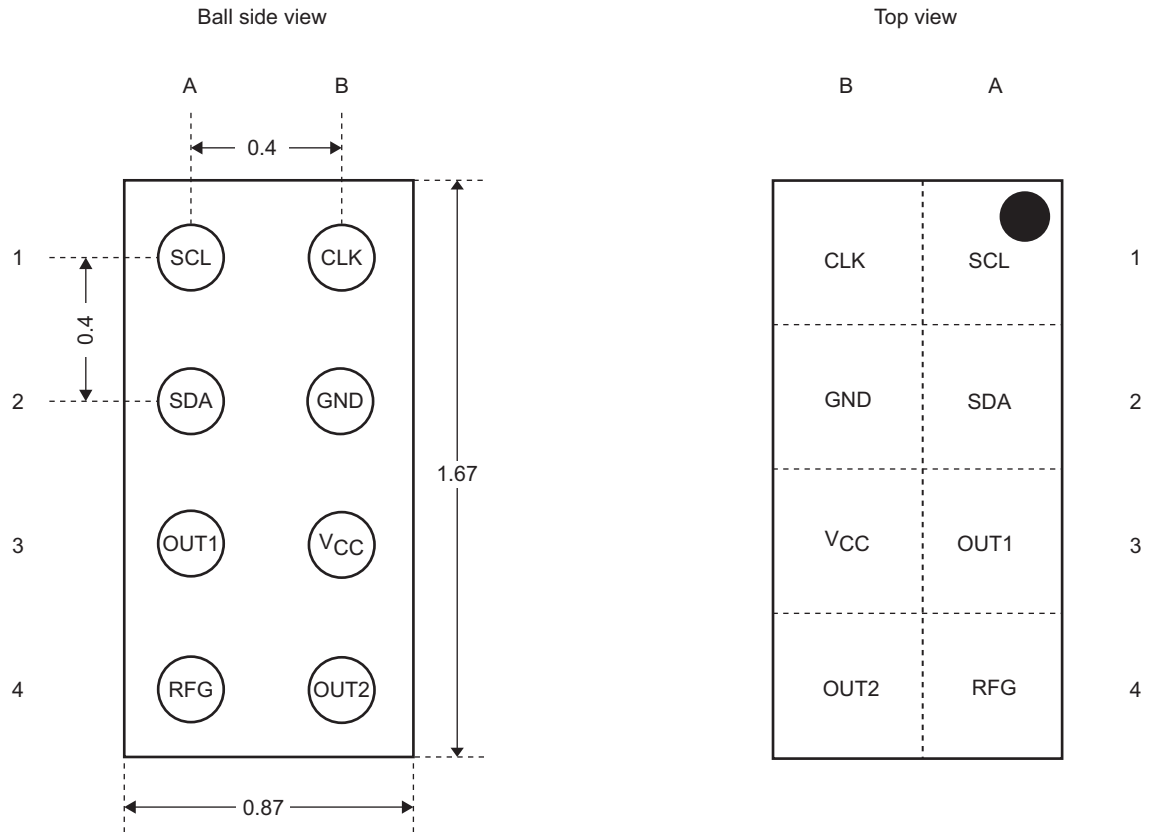 Ball side view
A B
0.4
1 SCL CLK
0.4
2 SDA GND
1.67
3 OUT1 VCC
4 RFG OUT2
0.87
Top view
B A
CLK SCL 1
GND SDA 2
VCC OUT1 3
OUT2 RFG 4